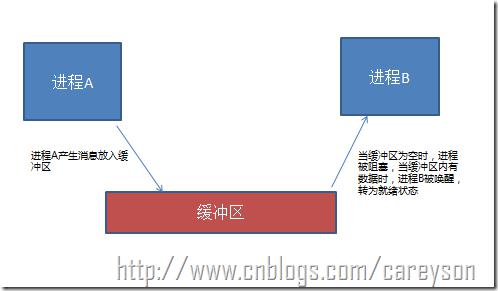 进程A
进程B
进程A产生消息放入缓
冲区
当缓冲区为空时，进程
被阻塞，当缓冲区内有
数据时，进程B被唤醒，
转为就绪状态
缓冲区
http://www.cnblogs.com/careyson